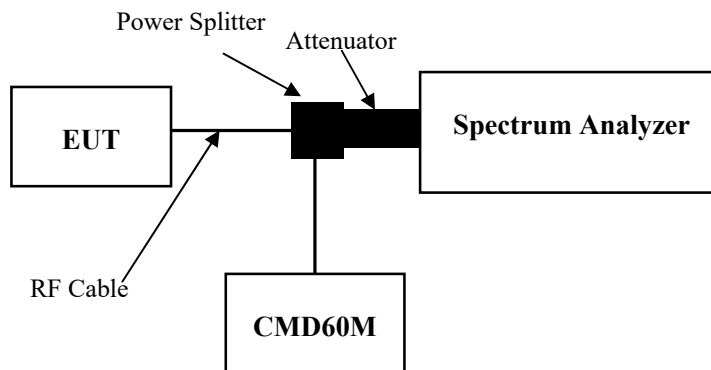 Power Splitter
Attenuator
EUT
Spectrum Analyzer
RF Cable
CMD60M